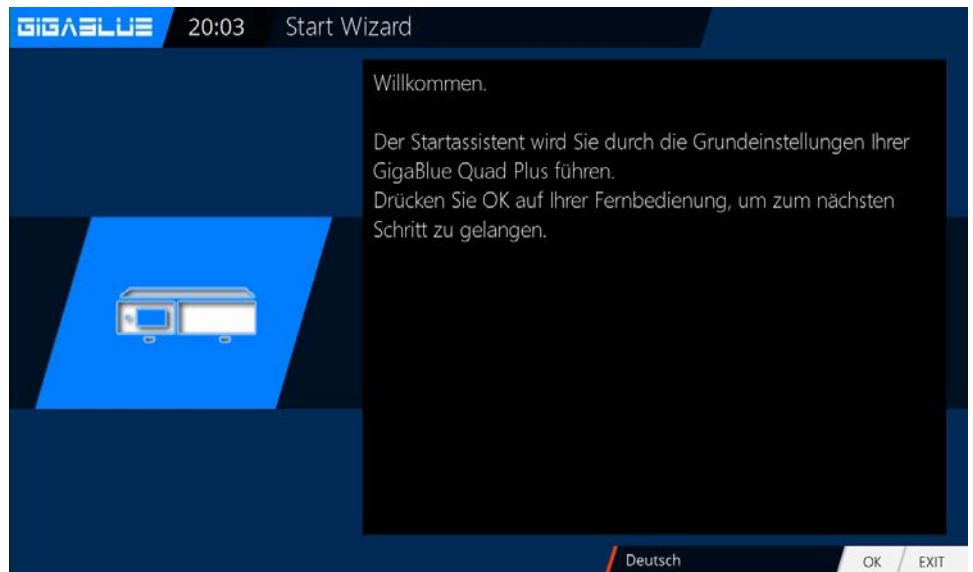 GIGABLUE 20:03 Start Wizard
Willkommen.
Der Startassistent wird Sie durch die Grundeinstellungen Ihrer
GigaBlue Quad Plus führen.
Drücken Sie OK auf Ihrer Fernbedienung, um zum nächsten
Schritt zu gelangen.
Deutsch OK EXIT